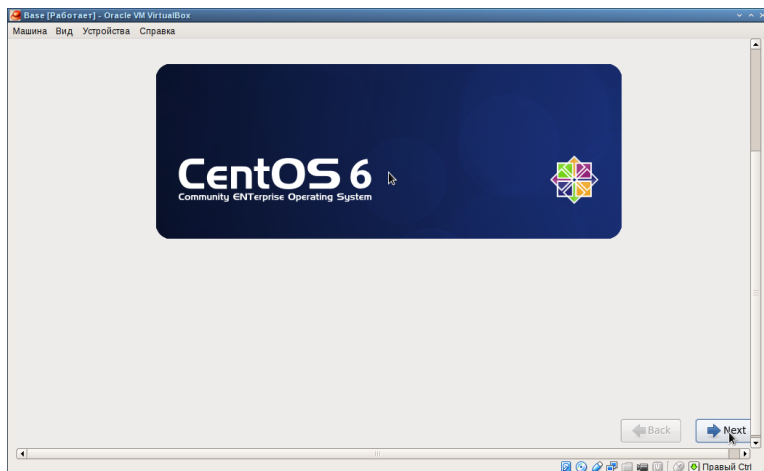 Base [Работает] - Oracle VM VirtualBox
Машина Вид Устройства Справка
CentOS 6
Community ENTerprise Operating System
Back Next
Правый Ctrl